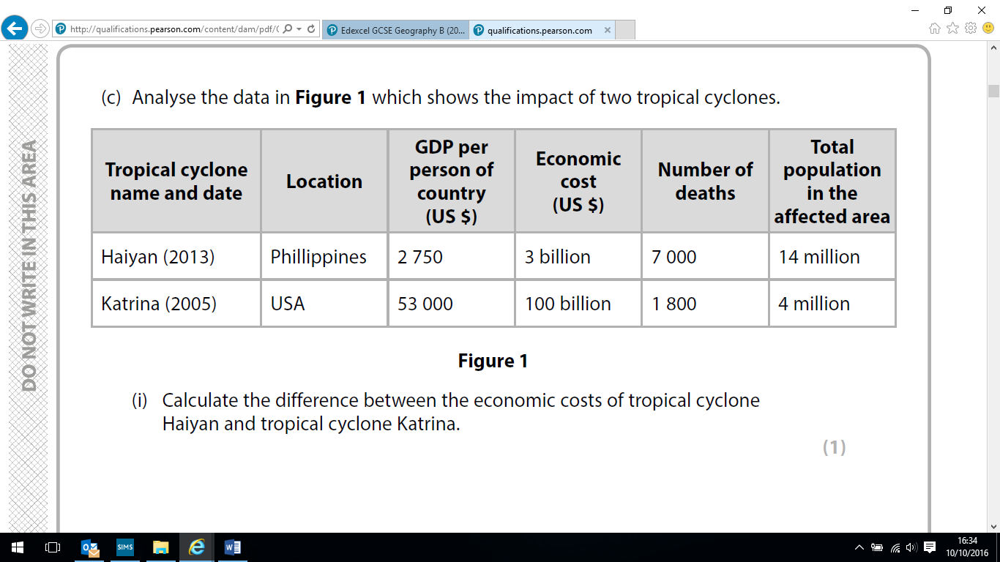 http://qualifications.pearson.com/content/dam/pdf/(
Edexcel GCSE Geography B (20...
qualifications.pearson.com
DO NOT WRITE IN THIS AREA
(c) Analyse the data in Figure 1 which shows the impact of two tropical cyclones.
Tropical cyclone name and date Location GDP per person of country (US $) Economic cost (US $) Number of deaths Total population in the affected area
Haiyan (2013) Phillippines 2 750 3 billion 7 000 14 million
Katrina (2005) USA 53 000 100 billion 1 800 4 million
Figure 1
(i) Calculate the difference between the economic costs of tropical cyclone
Haiyan and tropical cyclone Katrina.
(1)
SIMS
16:34
10/10/2016